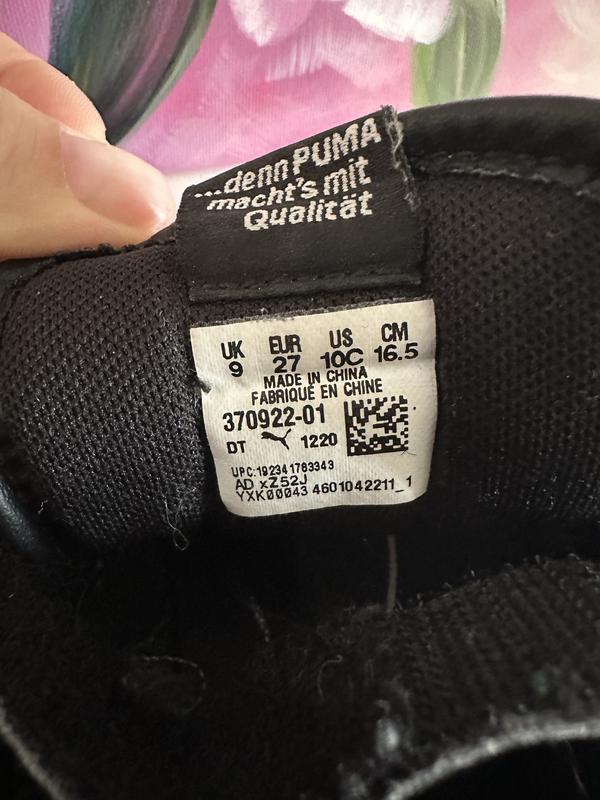 ...denn PUMA
macht's mit
Qualität
UK EUR US CM
9 27 10C 16.5
MADE IN CHINA
FABRIQUÉ EN CHINE
370922-01
DT 1220
UPC:192341763343
AD xZ52J
YXK00043 4601042211_1